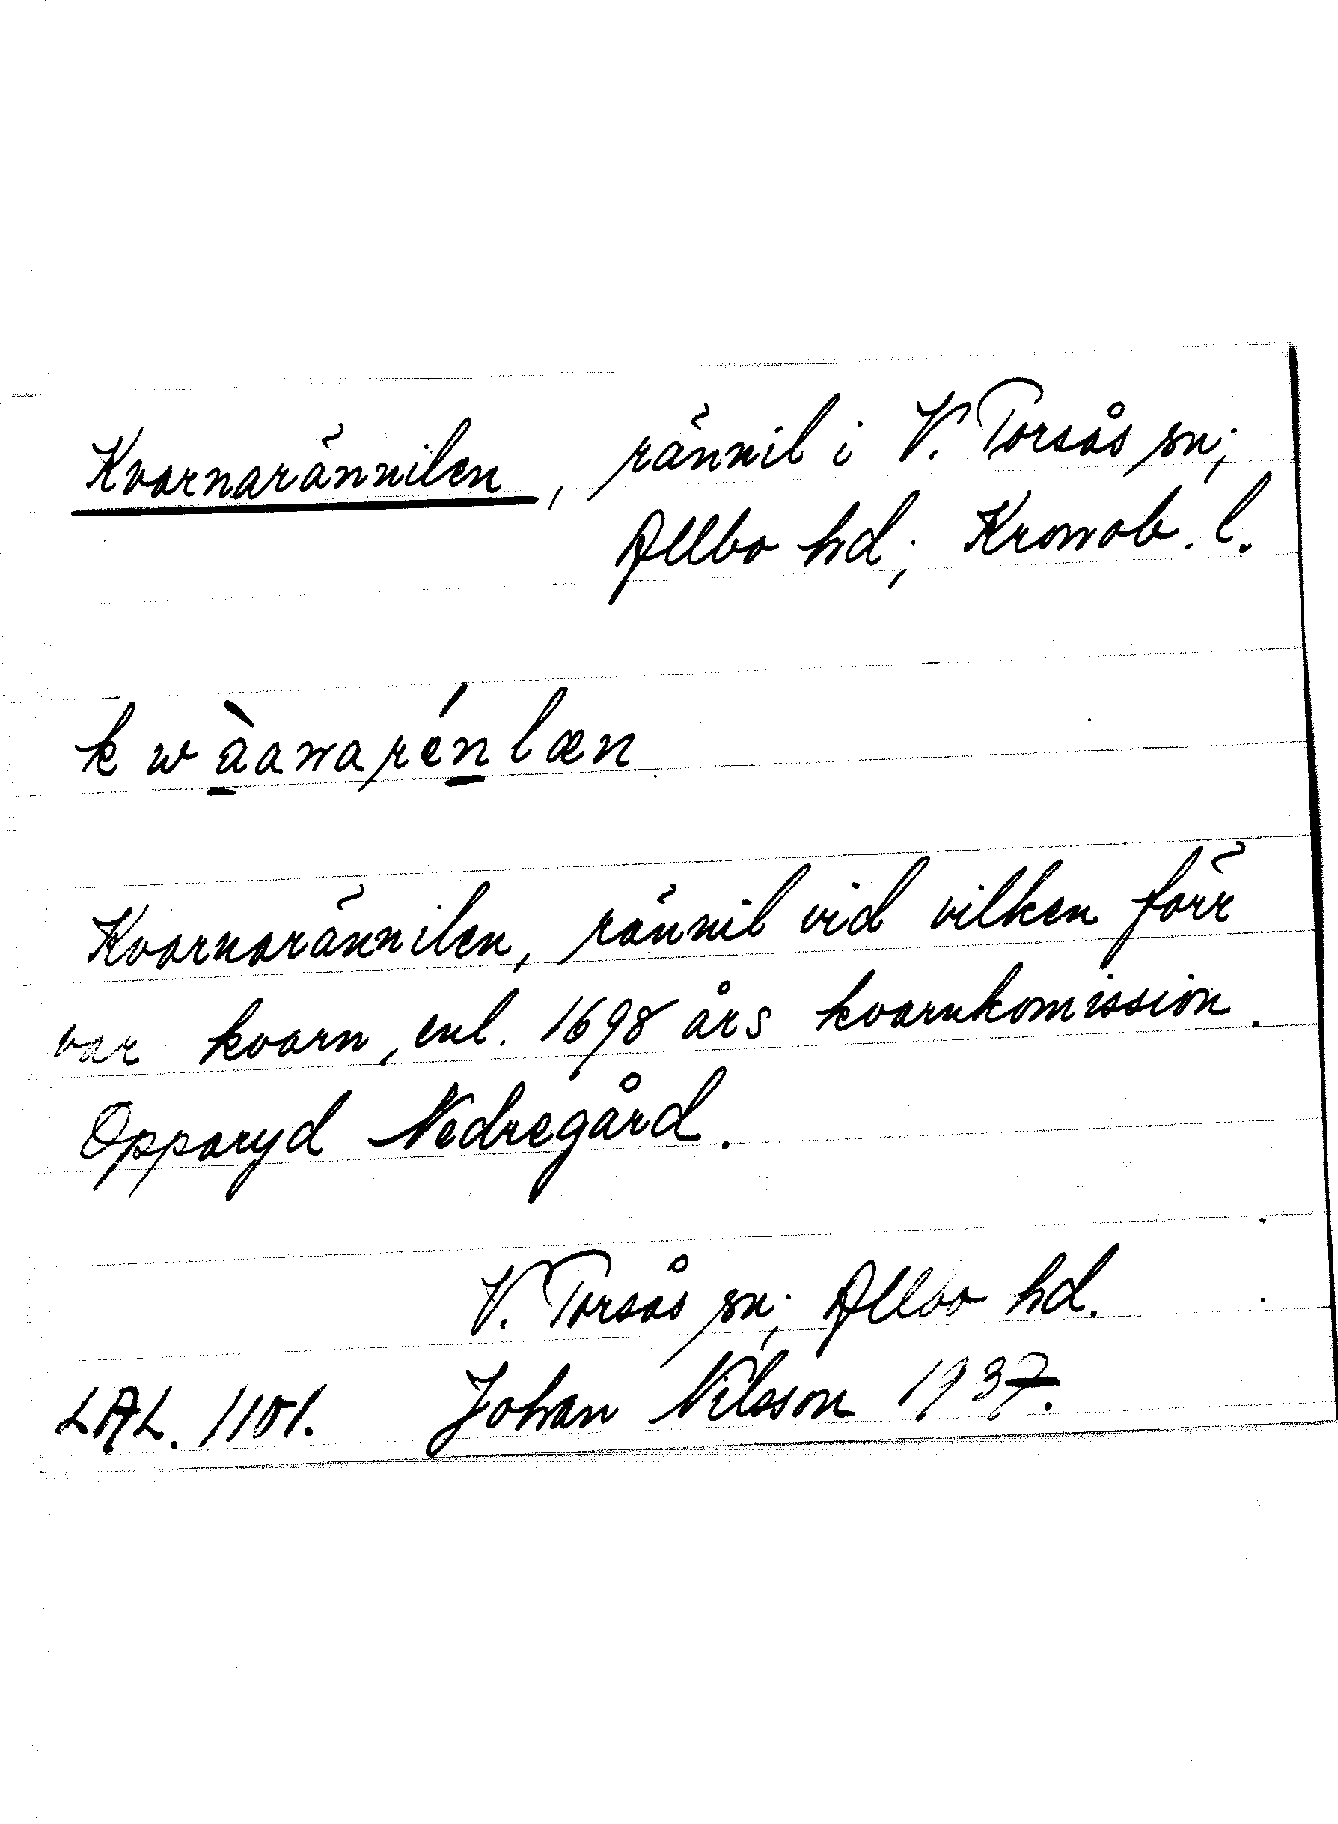 Kvarnarännilen, rännil i V. Torsås sn;
Allbo hd; Kronob. l.
kwàanarénlæn
Kvarnarännilen, rännil vid vilken förr
var kvarn, enl. 1698 års kvarnkomission.
Opparyd Nedregård.
V. Torsås sn; Allbo hd.
LAL. 1101. Johan Nilsson 1937.